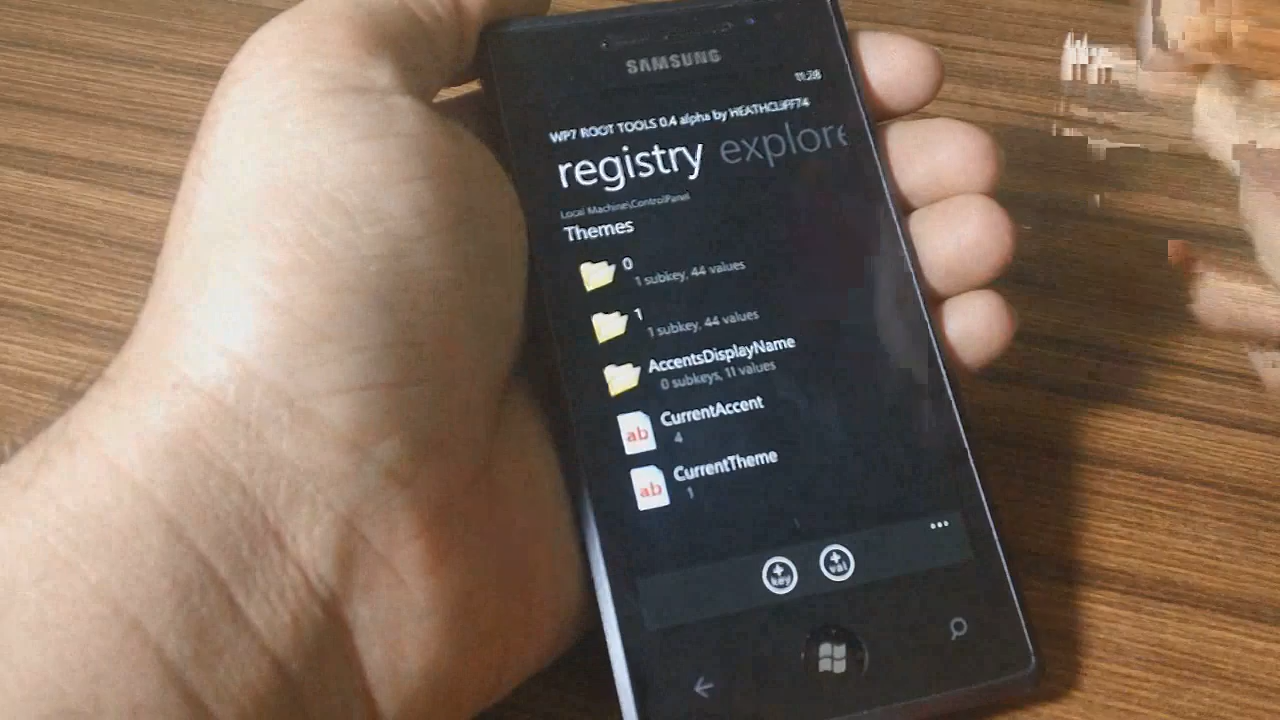 SAMSUNG
11:28
WP7 ROOT TOOLS 0.4 alpha by HEATHCLIFF74
registry explore
Local Machine\ControlPanel
Themes
0
1 subkey, 44 values
1
1 subkey, 44 values
AccentsDisplayName
0 subkeys, 11 values
ab CurrentAccent
4
ab CurrentTheme
1
key val